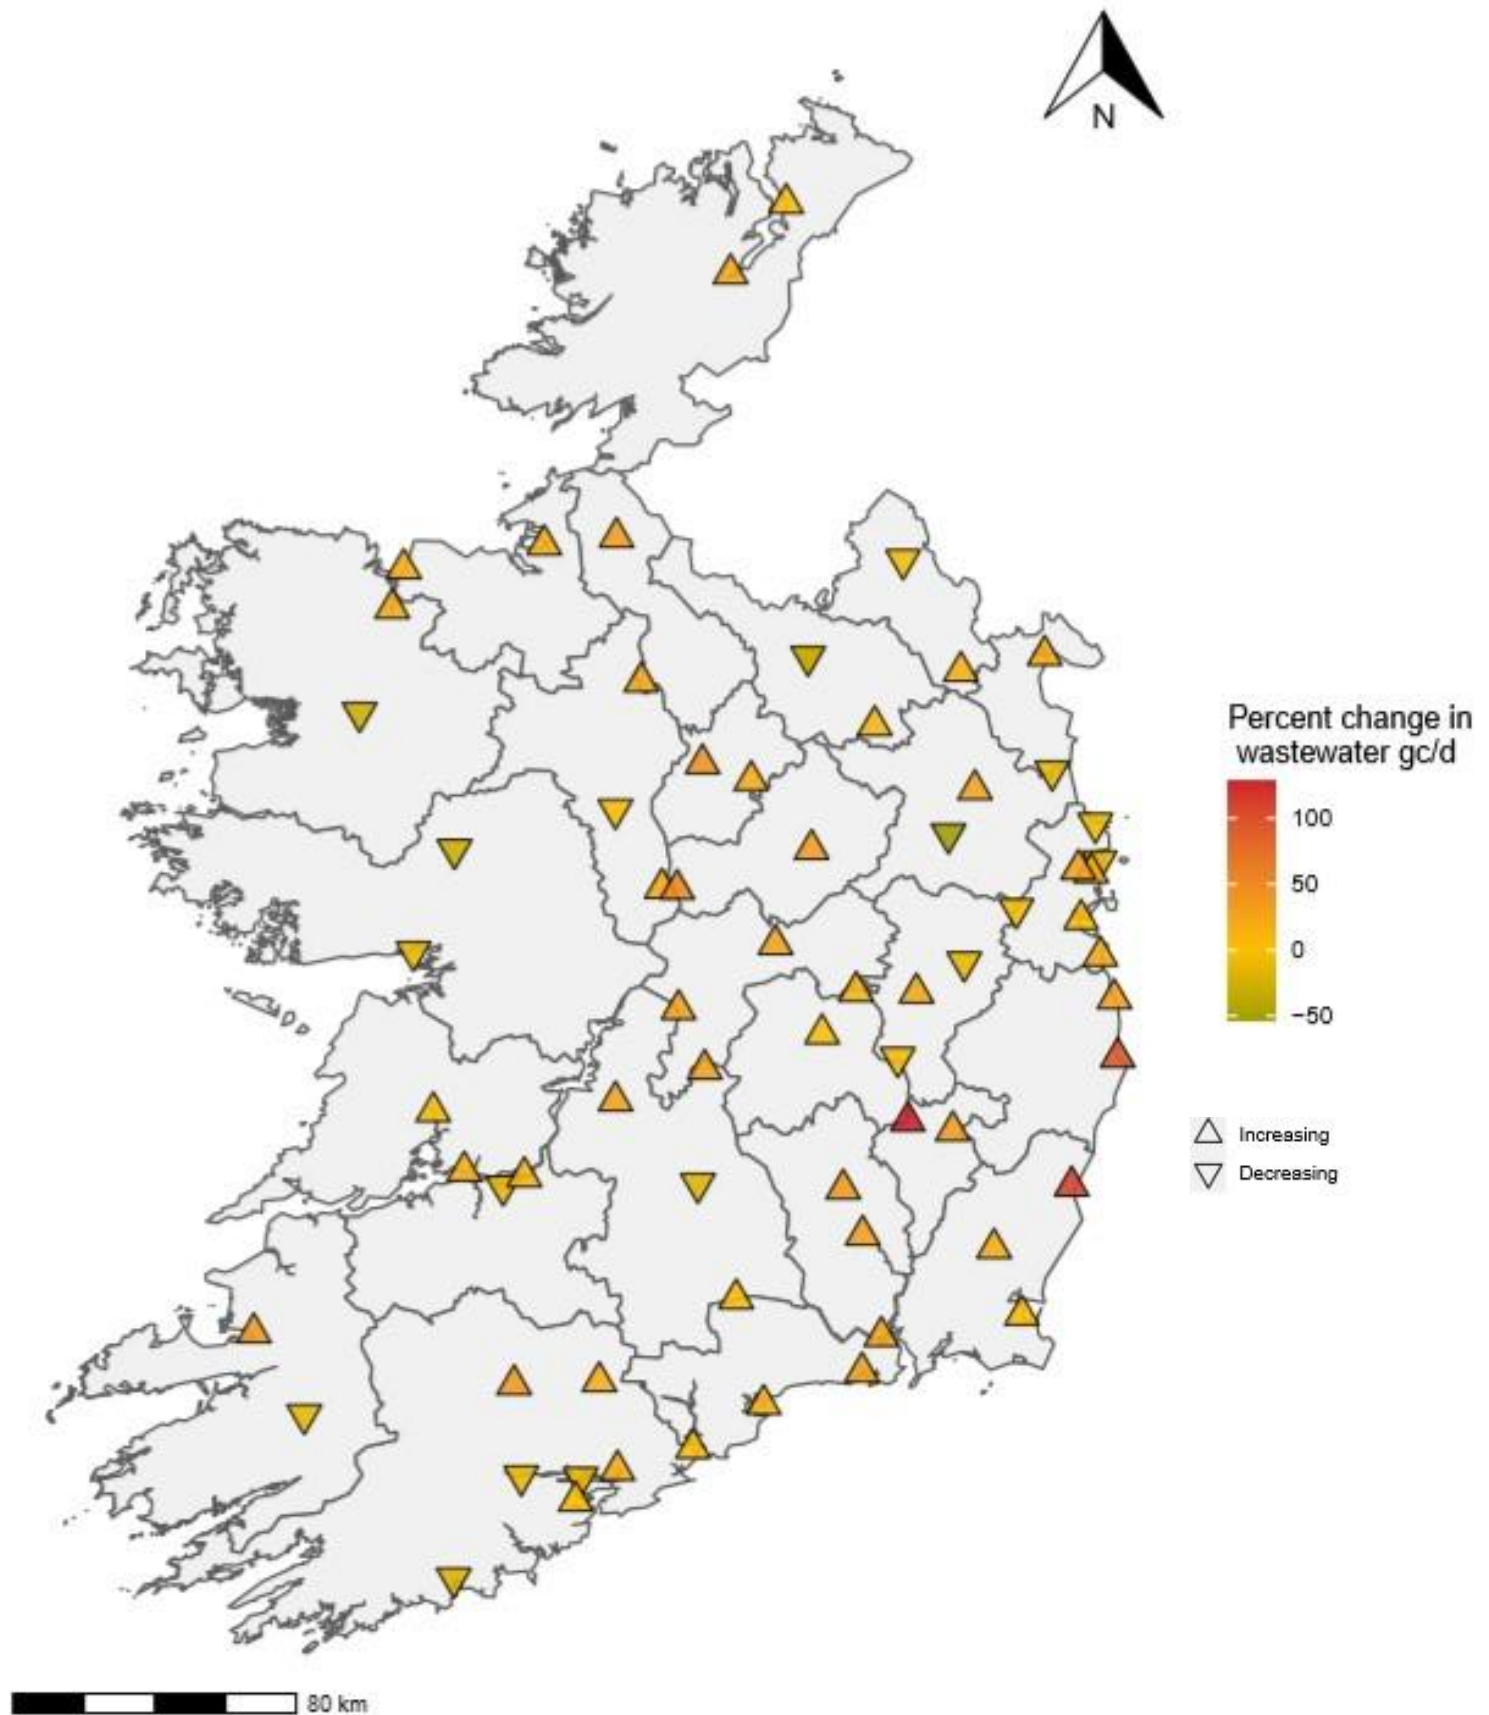 N
Percent change in
wastewater gc/d
100
50
0
−50
Increasing
Decreasing
80 km